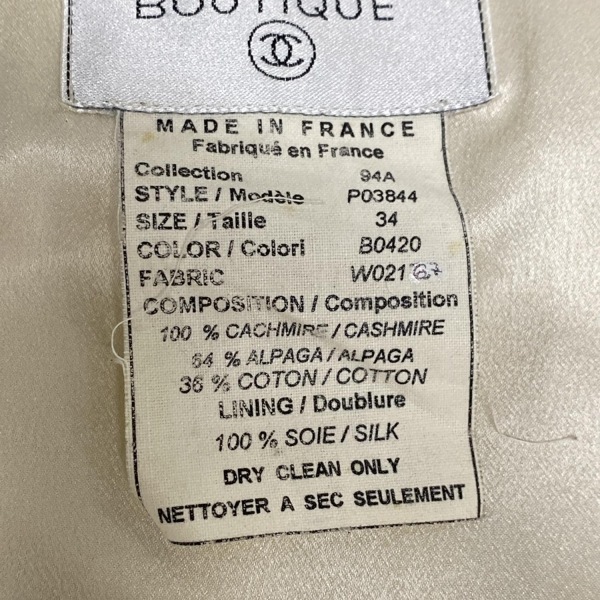 BOUTIQUE
MADE IN FRANCE
Fabriqué en France
Collection 94A
STYLE / Modèle P03844
SIZE / Taille 34
COLOR / Colori B0420
FABRIC W021
COMPOSITION / Composition
100 % CACHMIRE / CASHMIRE
64 % ALPAGA / ALPAGA
36 % COTON / COTTON
LINING / Doublure
100 % SOIE / SILK
DRY CLEAN ONLY
NETTOYER A SEC SEULEMENT